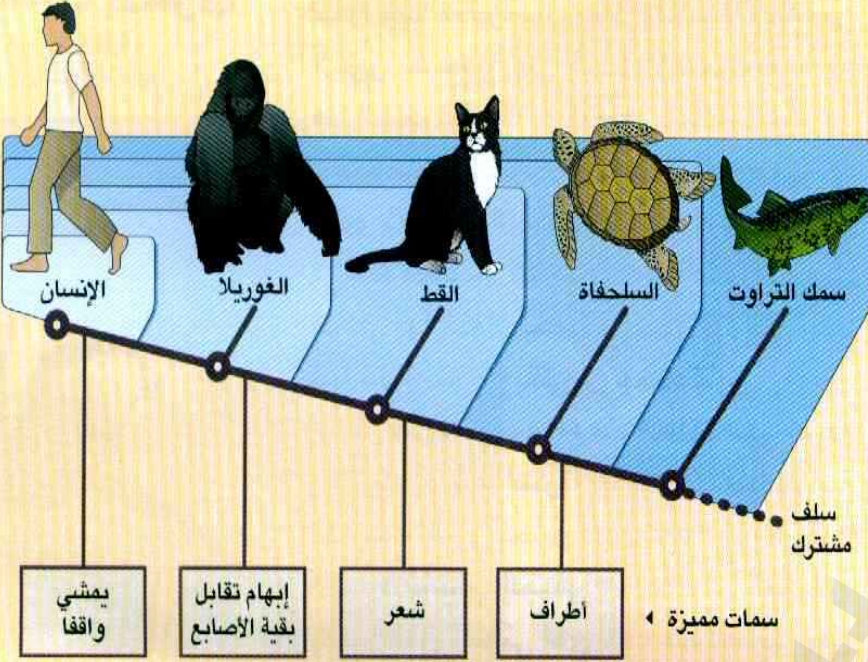 الإنسان
الغوريلا
القط
السلحفاة
سمك التراوت
سلف
مشترك
سمات مميزة
أطراف
شعر
إبهام تقابل
بقية الأصابع
يمشي
واقفا